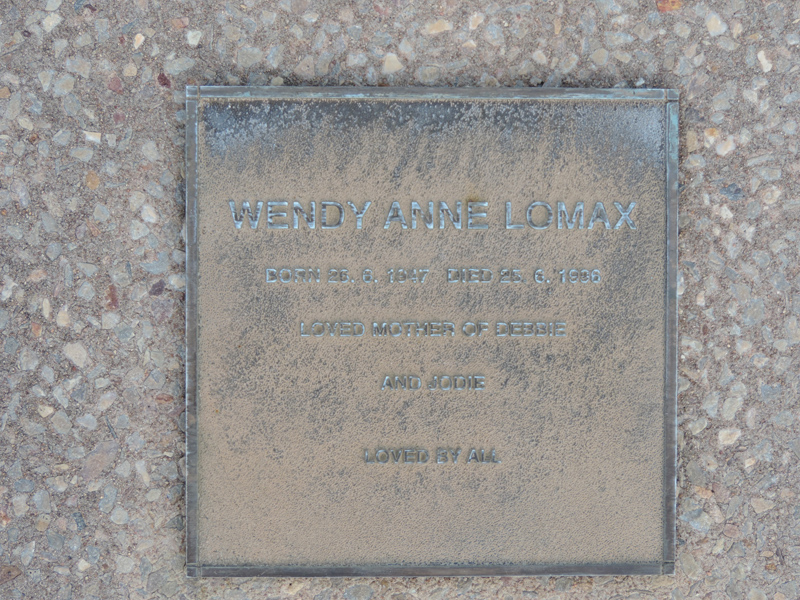 WENDY ANNE LOMAX
BORN 26. 8. 1947 DIED 25. 6. 1996
LOVED MOTHER OF DEBBIE
AND JODIE
LOVED BY ALL